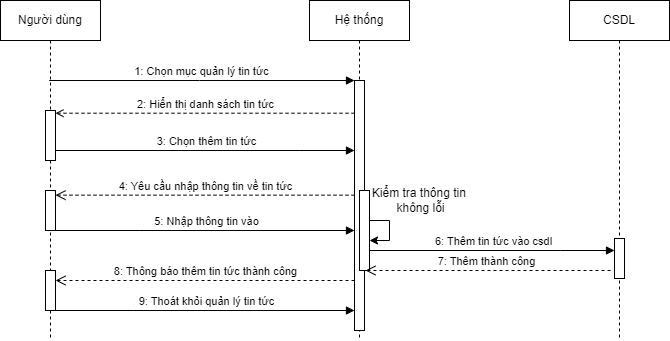 Người dùng
Hệ thống
CSDL
1: Chọn mục quản lý tin tức
2: Hiển thị danh sách tin tức
3: Chọn thêm tin tức
4: Yêu cầu nhập thông tin về tin tức
Kiểm tra thông tin
không lỗi
5: Nhập thông tin vào
6: Thêm tin tức vào csdl
7: Thêm thành công
8: Thông báo thêm tin tức thành công
9: Thoát khỏi quản lý tin tức